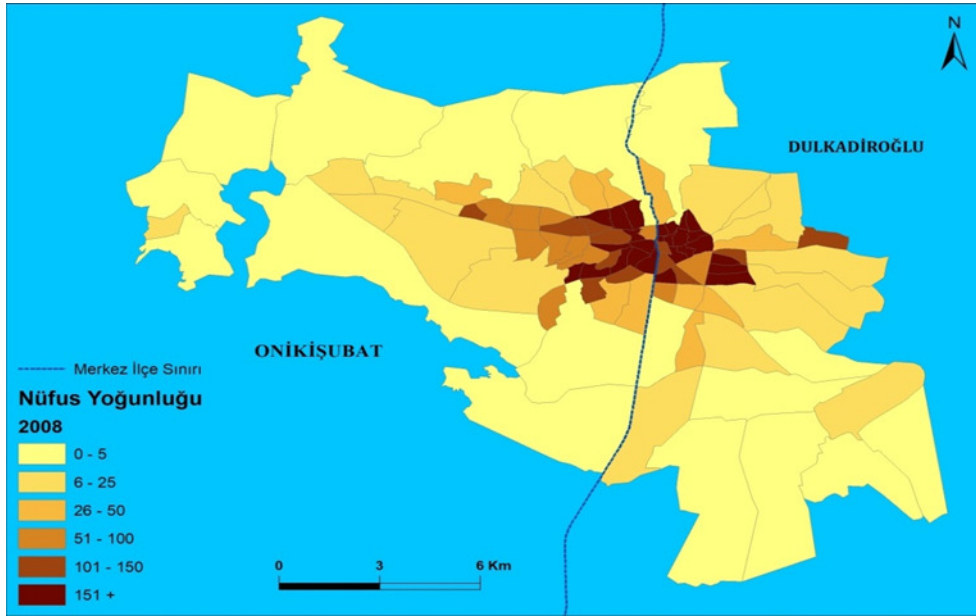 N
DULKADİROĞLU
ONİKİŞUBAT
Merkez İlçe Sınırı
Nüfus Yoğunluğu
2008
0 - 5
6 - 25
26 - 50
51 - 100
101 - 150
151 +
0 3 6 Km